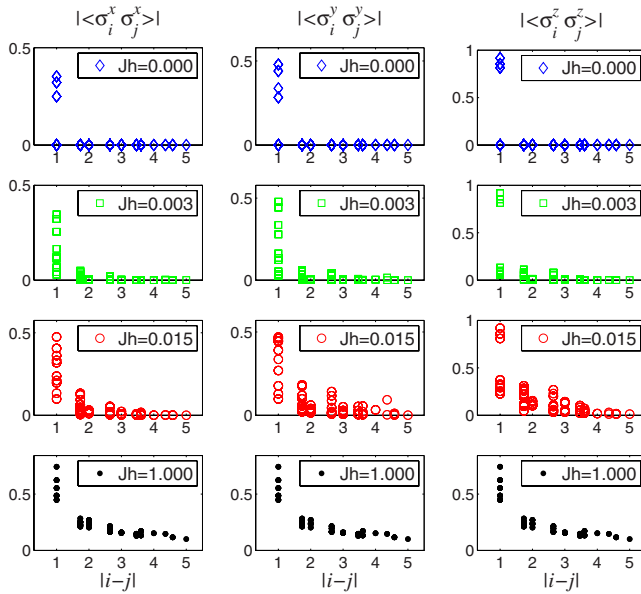 |<σ_i^x σ_j^x>| |<σ_i^y σ_j^y>| |<σ_i^z σ_j^z>|
0.5 0.5 1
Jh=0.000 Jh=0.000 Jh=0.000
0.5
0 0 0
1 2 3 4 5 1 2 3 4 5 1 2 3 4 5
0.5 0.5 1
Jh=0.003 Jh=0.003 Jh=0.003
0.5
0 0 0
1 2 3 4 5 1 2 3 4 5 1 2 3 4 5
0.5 0.5 1
Jh=0.015 Jh=0.015 Jh=0.015
0.5
0 0 0
1 2 3 4 5 1 2 3 4 5 1 2 3 4 5
Jh=1.000 Jh=1.000 Jh=1.000
0.5 0.5 0.5
0 0 0
1 2 3 4 5 1 2 3 4 5 1 2 3 4 5
|i−j| |i−j| |i−j|